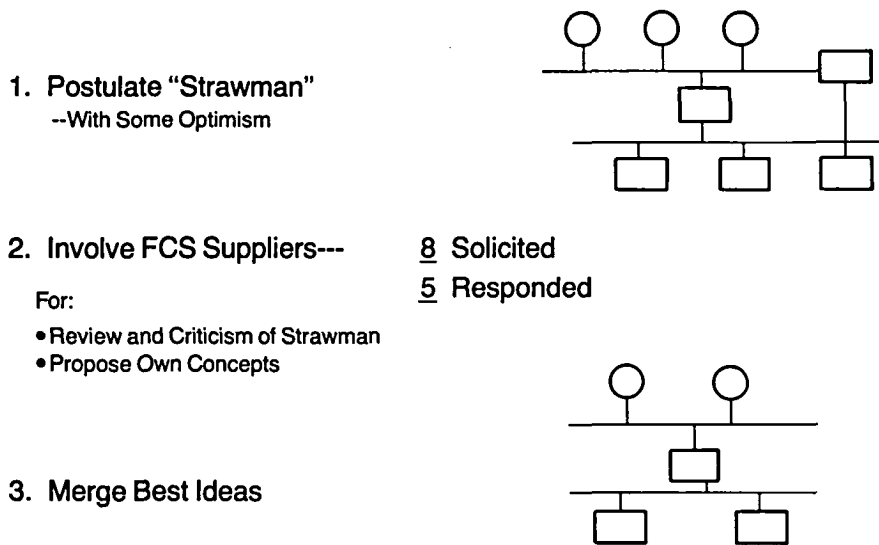 1. Postulate “Strawman”
--With Some Optimism
2. Involve FCS Suppliers---
8 Solicited
5 Responded
For:
• Review and Criticism of Strawman
• Propose Own Concepts
3. Merge Best Ideas